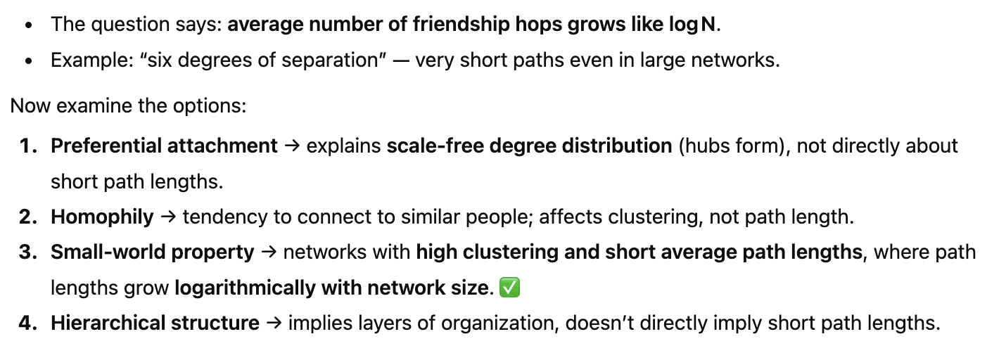 • The question says: average number of friendship hops grows like log N.
• Example: “six degrees of separation” — very short paths even in large networks.
Now examine the options:
1. Preferential attachment → explains scale-free degree distribution (hubs form), not directly about
short path lengths.
2. Homophily → tendency to connect to similar people; affects clustering, not path length.
3. Small-world property → networks with high clustering and short average path lengths, where path
lengths grow logarithmically with network size. ✅
4. Hierarchical structure → implies layers of organization, doesn’t directly imply short path lengths.